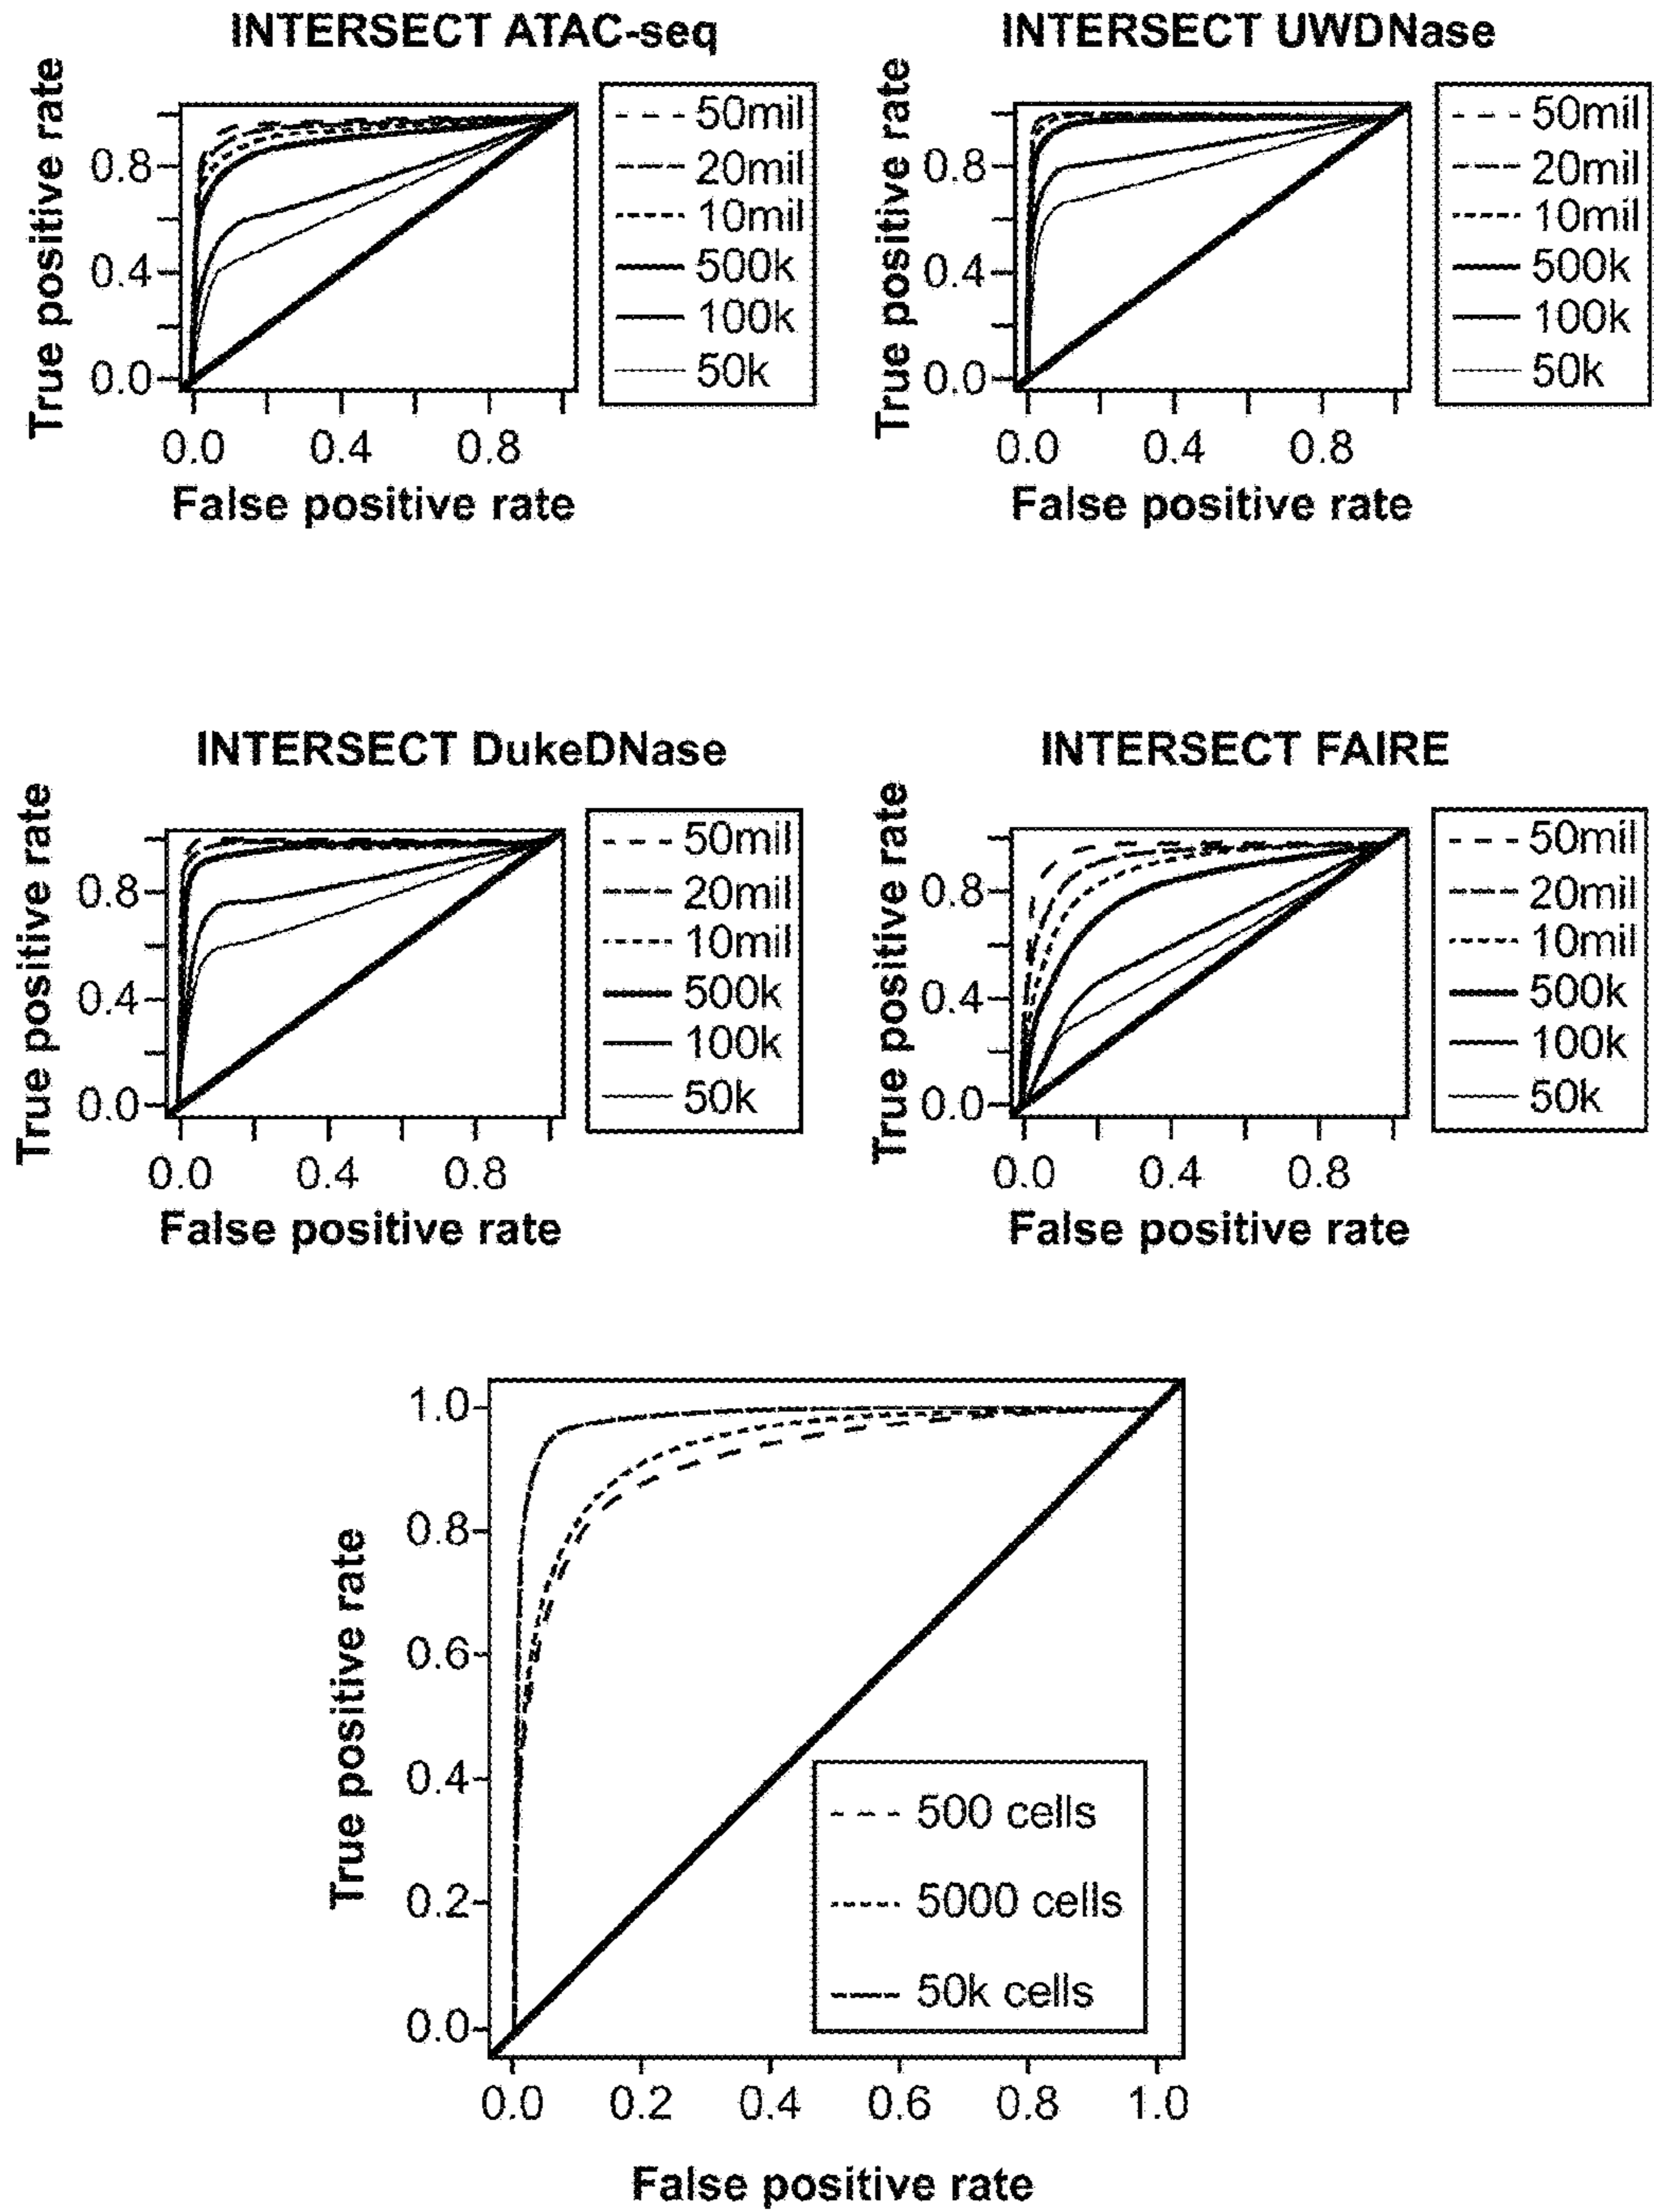 INTERSECT ATAC-seq
True positive rate
0.8
0.4
0.0
0.0 0.4 0.8
False positive rate
50mil
20mil
10mil
500k
100k
50k
INTERSECT UWDNase
True positive rate
0.8
0.4
0.0
0.0 0.4 0.8
False positive rate
50mil
20mil
10mil
500k
100k
50k
INTERSECT DukeDNase
True positive rate
0.8
0.4
0.0
0.0 0.4 0.8
False positive rate
50mil
20mil
10mil
500k
100k
50k
INTERSECT FAIRE
True positive rate
0.8
0.4
0.0
0.0 0.4 0.8
False positive rate
50mil
20mil
10mil
500k
100k
50k
True positive rate
1.0
0.8
0.6
0.4
0.2
0.0
500 cells
5000 cells
50k cells
0.0 0.2 0.4 0.6 0.8 1.0
False positive rate